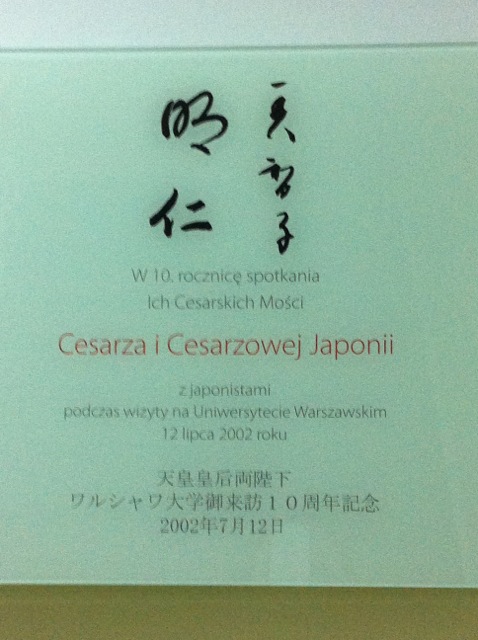 明仁
美智子
W 10. rocznicę spotkania
Ich Cesarskich Mości
Cesarza i Cesarzowej Japonii
z japonistami
podczas wizyty na Uniwersytecie Warszawskim
12 lipca 2002 roku
天皇皇后両陛下
ワルシャワ大学御来訪１０周年記念
2002年7月12日